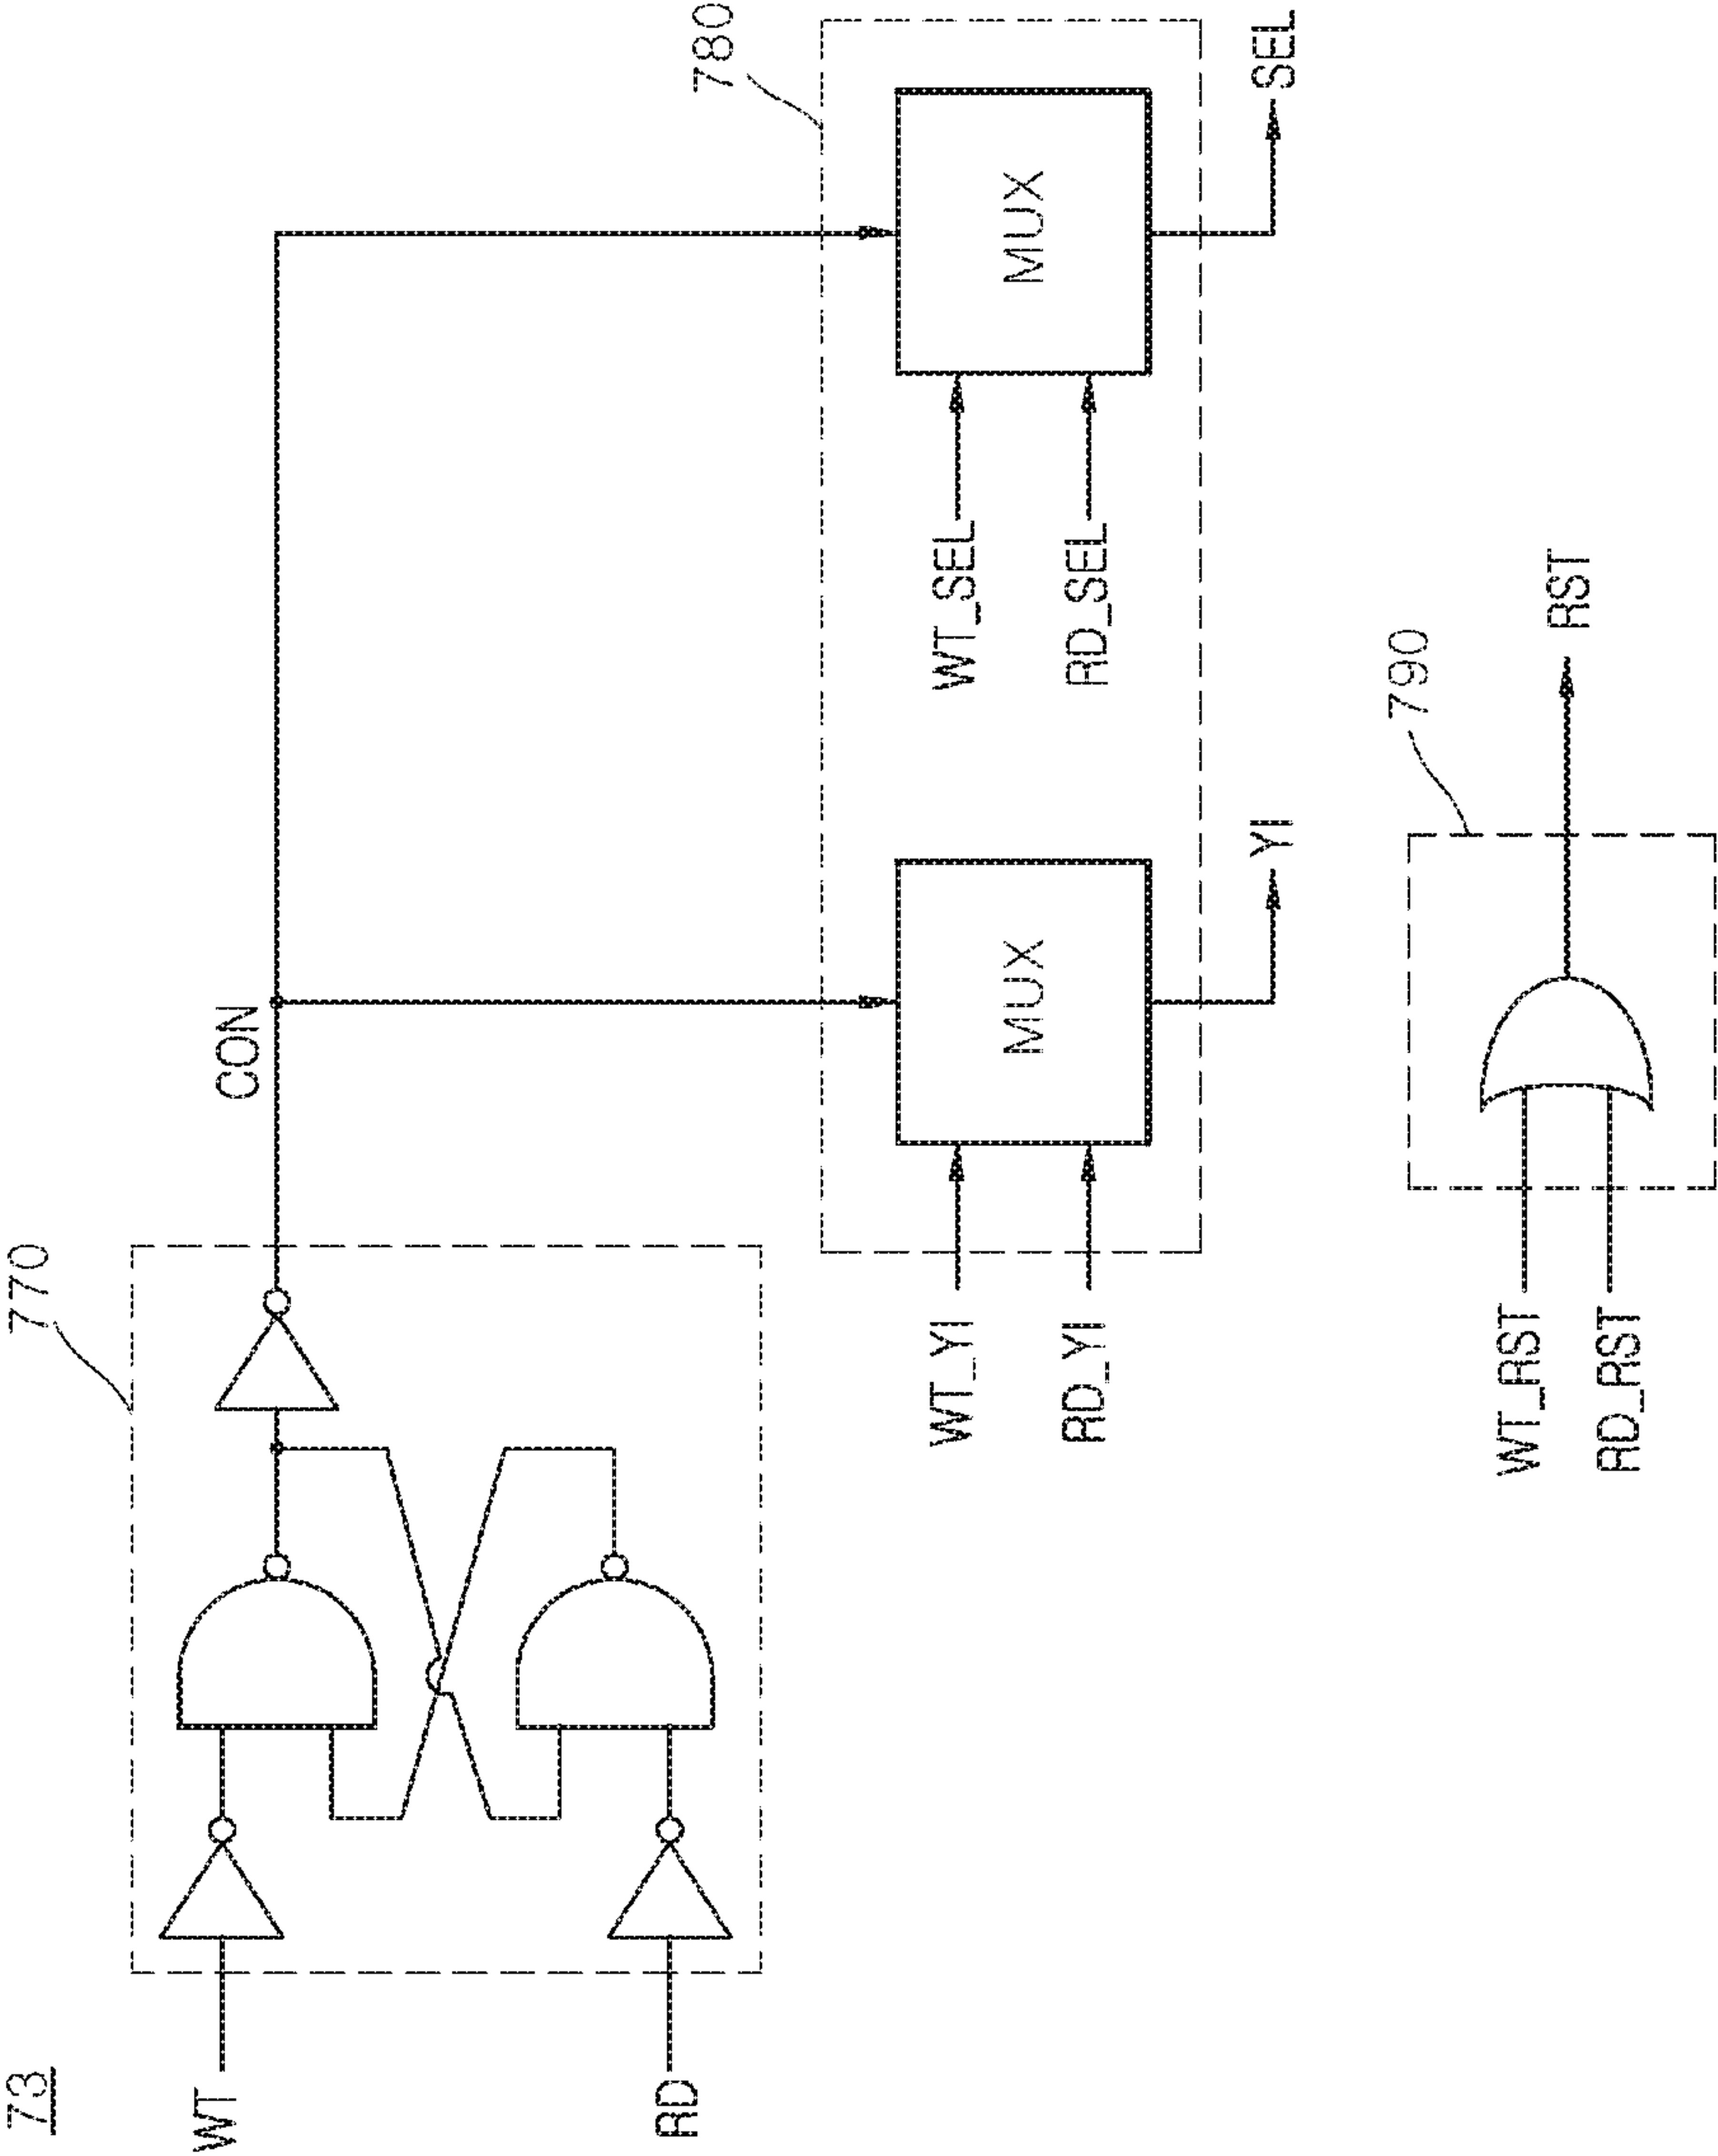 73
770
WT
RD
CON
780
WT_YI
RD_YI
MUX
YI
WT_SEL
RD_SEL
MUX
SEL
790
WT_RST
RD_RST
RST